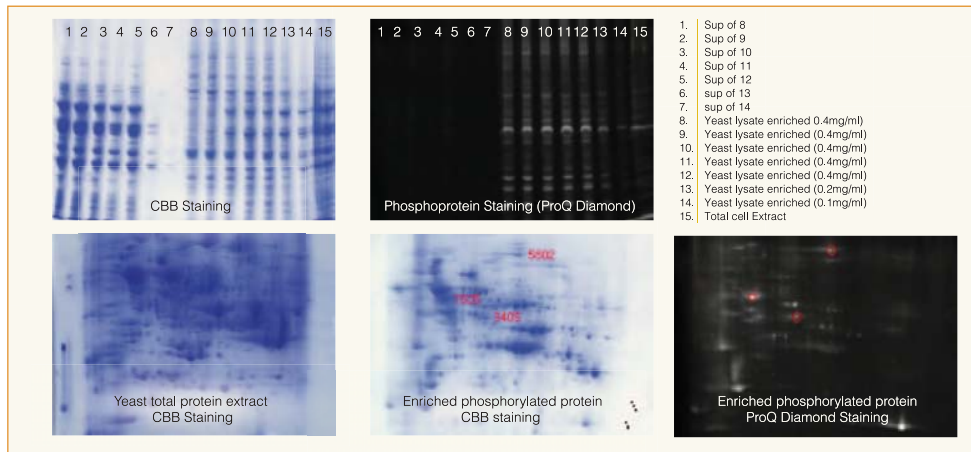 1 2 3 4 5 6 7 8 9 10 11 12 13 14 15
CBB Staining
1 2 3 4 5 6 7 8 9 10 11 12 13 14 15
Phosphoprotein Staining (ProQ Diamond)
1. Sup of 8
2. Sup of 9
3. Sup of 10
4. Sup of 11
5. Sup of 12
6. sup of 13
7. sup of 14
8. Yeast lysate enriched 0.4mg/ml)
9. Yeast lysate enriched (0.4mg/ml)
10. Yeast lysate enriched (0.4mg/ml)
11. Yeast lysate enriched (0.4mg/ml)
12. Yeast lysate enriched (0.4mg/ml)
13. Yeast lysate enriched (0.2mg/ml)
14. Yeast lysate enriched (0.1mg/ml)
15. Total cell Extract
Yeast total protein extract
CBB Staining
5602
3405
Enriched phosphorylated protein
CBB staining
Enriched phosphorylated protein
ProQ Diamond Staining